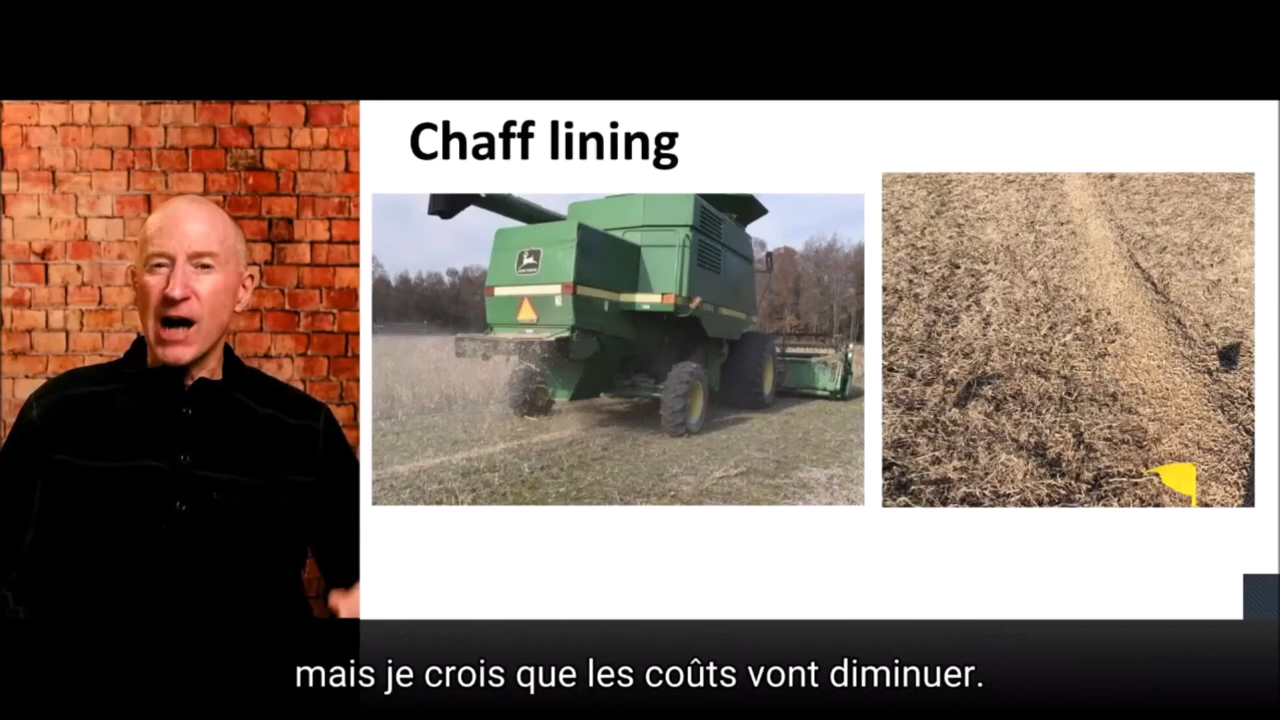 Chaff lining
mais je crois que les coûts vont diminuer.